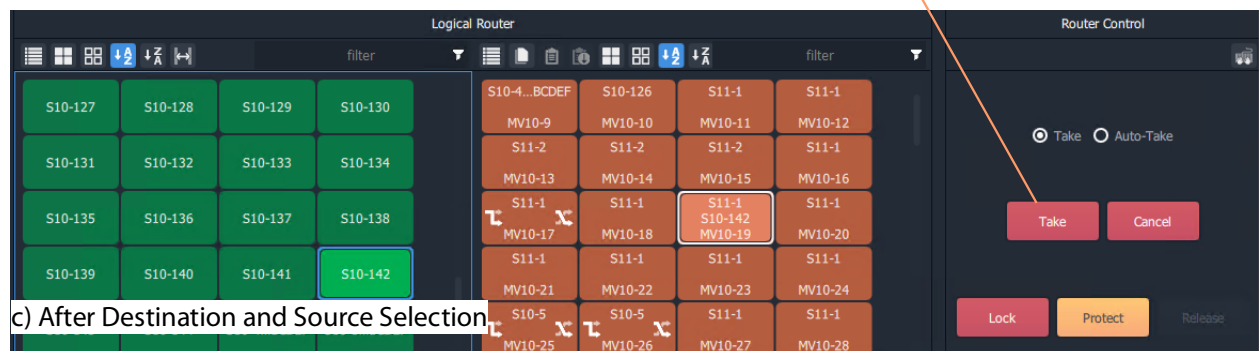 Logical Router
Router Control
filter
filter
S10-127 S10-128 S10-129 S10-130
S10-131 S10-132 S10-133 S10-134
S10-135 S10-136 S10-137 S10-138
S10-139 S10-140 S10-141 S10-142
S10-4...BCDEF S10-126 S11-1 S11-1
MV10-9 MV10-10 MV10-11 MV10-12
S11-2 S11-2 S11-2 S11-1
MV10-13 MV10-14 MV10-15 MV10-16
S11-1 S11-1 S11-1 S11-1
S10-142
MV10-17 MV10-18 MV10-19 MV10-20
S11-1 S11-1 S11-1 S11-1
MV10-21 MV10-22 MV10-23 MV10-24
S10-5 S10-5 S11-1 S11-1
MV10-25 MV10-26 MV10-27 MV10-28
Take Auto-Take
Take Cancel
Lock Protect Release
c) After Destination and Source Selection